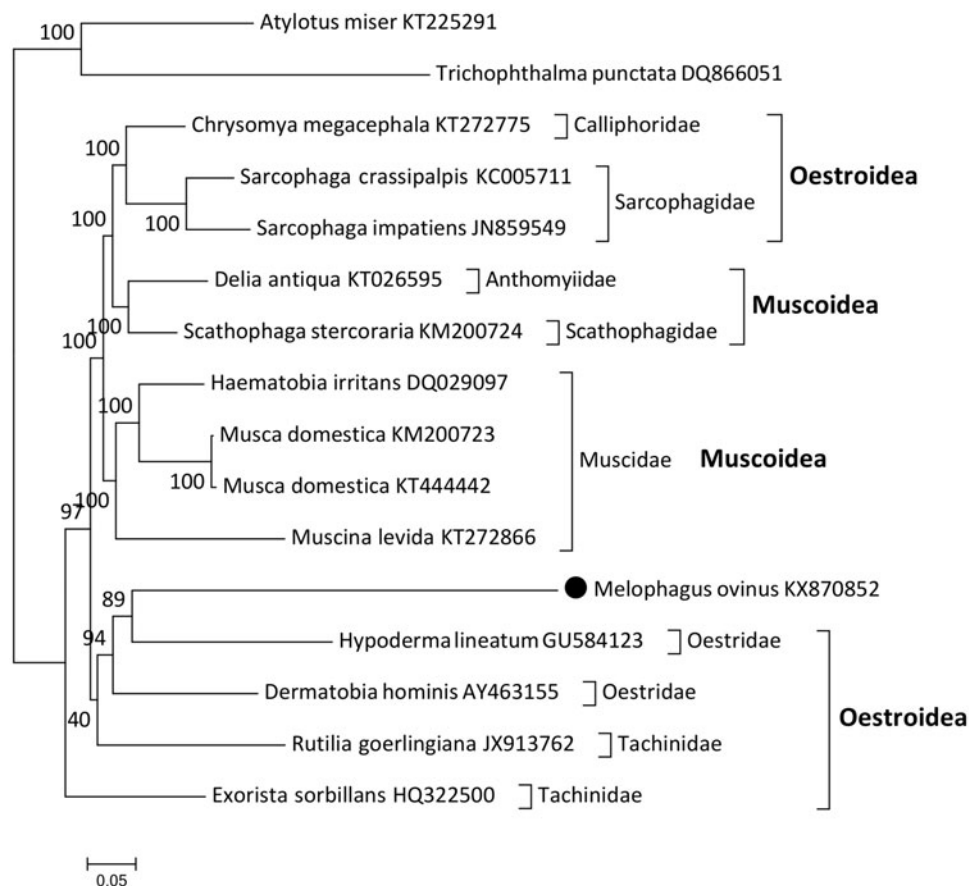 100
Atylotus miser KT225291
Trichophthalma punctata DQ866051
100
Chrysomya megacephala KT272775
Calliphoridae
100
Sarcophaga crassipalpis KC005711
Sarcophaga impatiens JN859549
Sarcophagidae
Oestroidea
100
100
Delia antiqua KT026595
Anthomyiidae
100
Scathophaga stercoraria KM200724
Scathophagidae
Muscoidea
100
100
Haematobia irritans DQ029097
Musca domestica KM200723
100
Musca domestica KT444442
100
Muscina levida KT272866
Muscidae
Muscoidea
97
89
Melophagus ovinus KX870852
94
Hypoderma lineatum GU584123
Oestridae
Dermatobia hominis AY463155
Oestridae
40
Rutilia goerlingiana JX913762
Tachinidae
Exorista sorbillans HQ322500
Tachinidae
Oestroidea
0.05